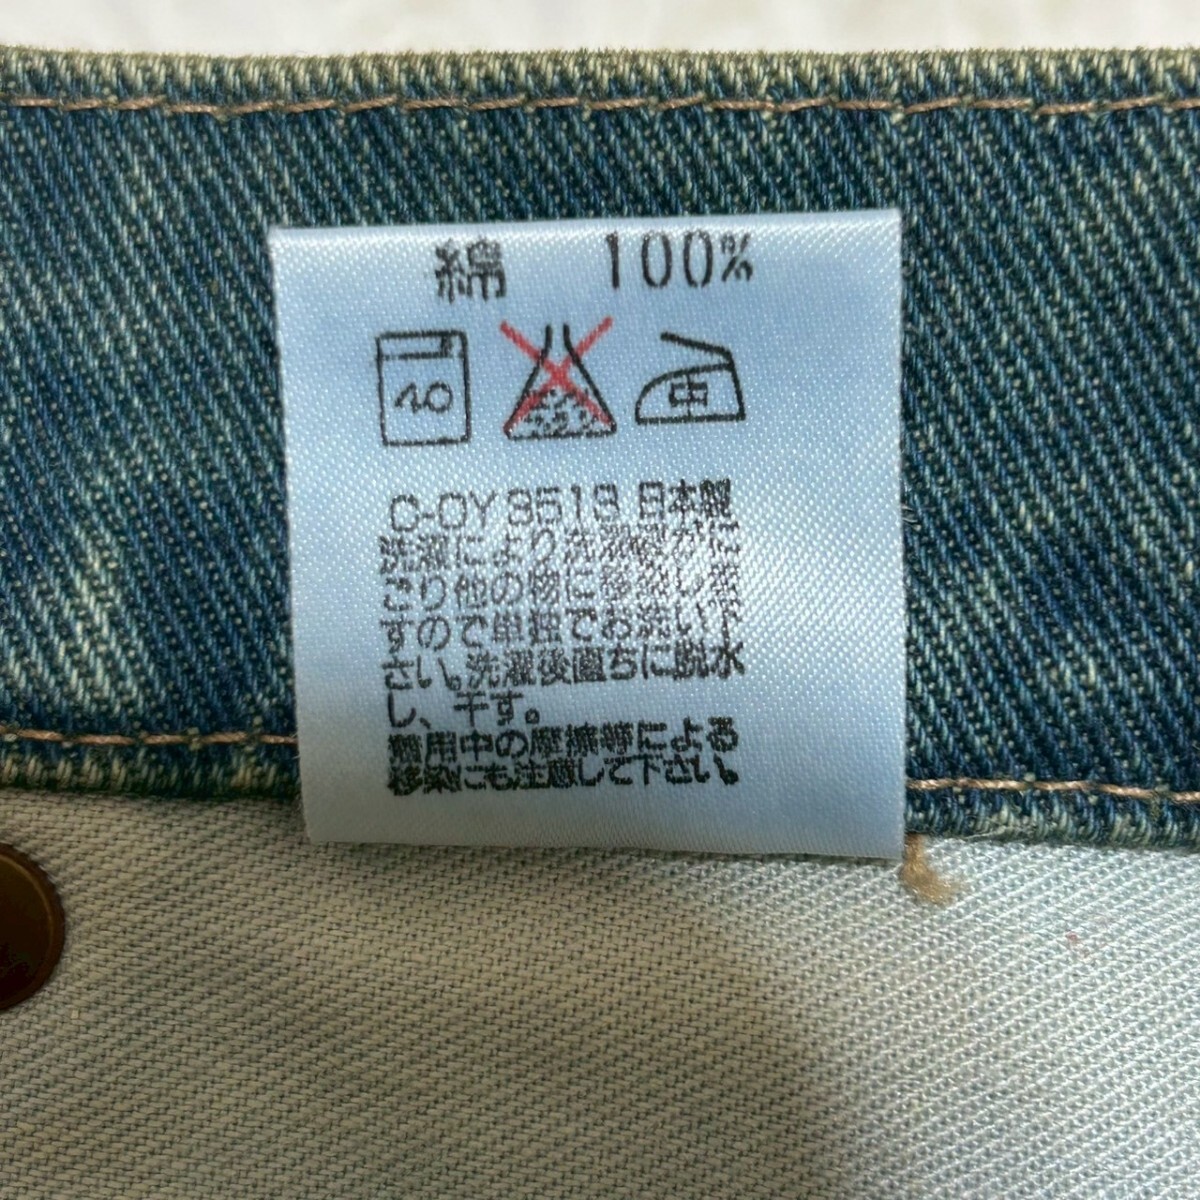 綿 100%
40
中
C-DY 3513 日本製
洗濯により洗濯液がに
ごり他の物に移染しま
すので単独でお洗い下
さい。洗濯後直ちに脱水
し、干す。
着用中の摩擦等による
移染にも注意して下さい。